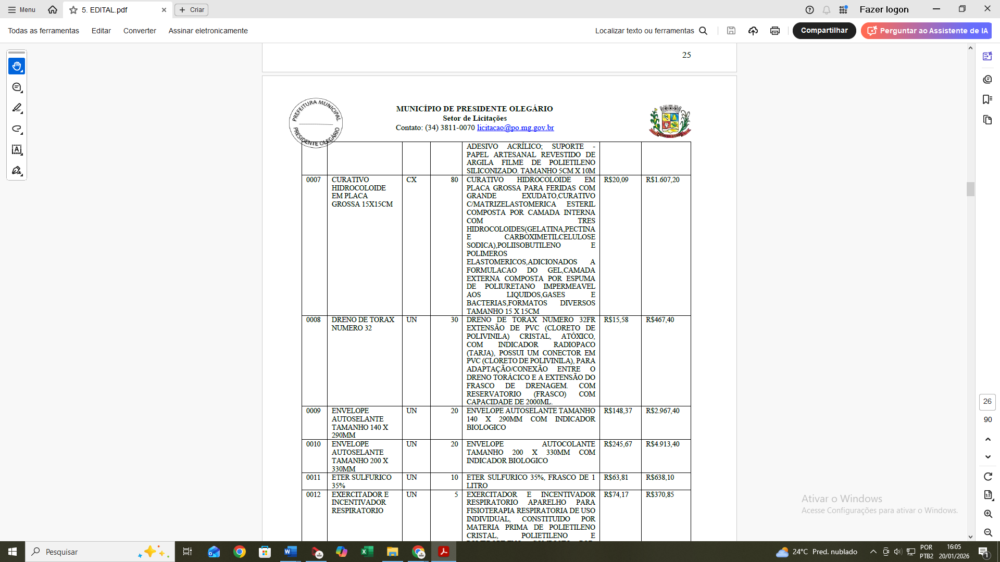 Menu
5. EDITAL.pdf
Criar
Fazer logon
Todas as ferramentas
Editar
Converter
Assinar eletronicamente
Localizar texto ou ferramentas
Compartilhar
Perguntar ao Assistente de IA
25
PREFEITURA MUNICIPAL
PRESIDENTE OLEGÁRIO
MUNICÍPIO DE PRESIDENTE OLEGÁRIO
Setor de Licitações
Contato: (34) 3811-0070 licitacao@po.mg.gov.br
ADESIVO ACRÍLICO; SUPORTE -
PAPEL ARTESANAL REVESTIDO DE
ARGILA FILME DE POLIETILENO
SILICONIZADO. TAMANHO 5CM X 10M
0007
CURATIVO
HIDROCOLOIDE
EM PLACA
GROSSA 15X15CM
CX
80
CURATIVO HIDROCOLOIDE EM
PLACA GROSSA PARA FERIDAS COM
GRANDE EXUDATO,CURATIVO
C/MATRIZELASTOMERICA ESTERIL
COMPOSTA POR CAMADA INTERNA
COM TRES
HIDROCOLOIDES(GELATINA,PECTINA
E CARBOXIMETILCELULOSE
SODICA),POLIISOBUTILENO E
POLIMEROS
ELASTOMERICOS,ADICIONADOS A
FORMULACAO DO GEL,CAMADA
EXTERNA COMPOSTA POR ESPUMA
DE POLIURETANO IMPERMEAVEL
AOS LIQUIDOS,GASES E
BACTERIAS,FORMATOS DIVERSOS
TAMANHO 15 X 15CM
R$20,09
R$1.607,20
0008
DRENO DE TORAX
NUMERO 32
UN
30
DRENO DE TORAX NUMERO 32FR
EXTENSÃO DE PVC (CLORETO DE
POLIVINILA) CRISTAL, ATÓXICO,
COM INDICADOR RADIOPACO
(TARJA), POSSUI UM CONECTOR EM
PVC (CLORETO DE POLIVINILA), PARA
ADAPTAÇÃO/CONEXÃO ENTRE O
DRENO TORÁCICO E A EXTENSÃO DO
FRASCO DE DRENAGEM. COM
RESERVATORIO (FRASCO) COM
CAPACIDADE DE 2000ML.
R$15,58
R$467,40
0009
ENVELOPE
AUTOSELANTE
TAMANHO 140 X
290MM
UN
20
ENVELOPE AUTOSELANTE TAMANHO
140 X 290MM COM INDICADOR
BIOLOGICO
R$148,37
R$2.967,40
0010
ENVELOPE
AUTOSELANTE
TAMANHO 200 X
330MM
UN
20
ENVELOPE AUTOCOLANTE
TAMANHO 200 X 330MM COM
INDICADOR BIOLOGICO
R$245,67
R$4.913,40
0011
ETER SULFURICO
35%
UN
10
ETER SULFURICO 35%, FRASCO DE 1
LITRO
R$63,81
R$638,10
0012
EXERCITADOR E
INCENTIVADOR
RESPIRATORIO
UN
5
EXERCITADOR E INCENTIVADOR
RESPIRATORIO APARELHO PARA
FISIOTERAPIA RESPIRATORIA DE USO
INDIVIDUAL, CONSTITUIDO POR
MATERIA PRIMA DE POLIETILENO
CRISTAL, POLIETILENO E
R$74,17
R$370,85
26
90
Ativar o Windows
Acesse Configurações para ativar o Windows.
Pesquisar
24°C Pred. nublado
POR
PTB2
16:05
20/01/2026
1